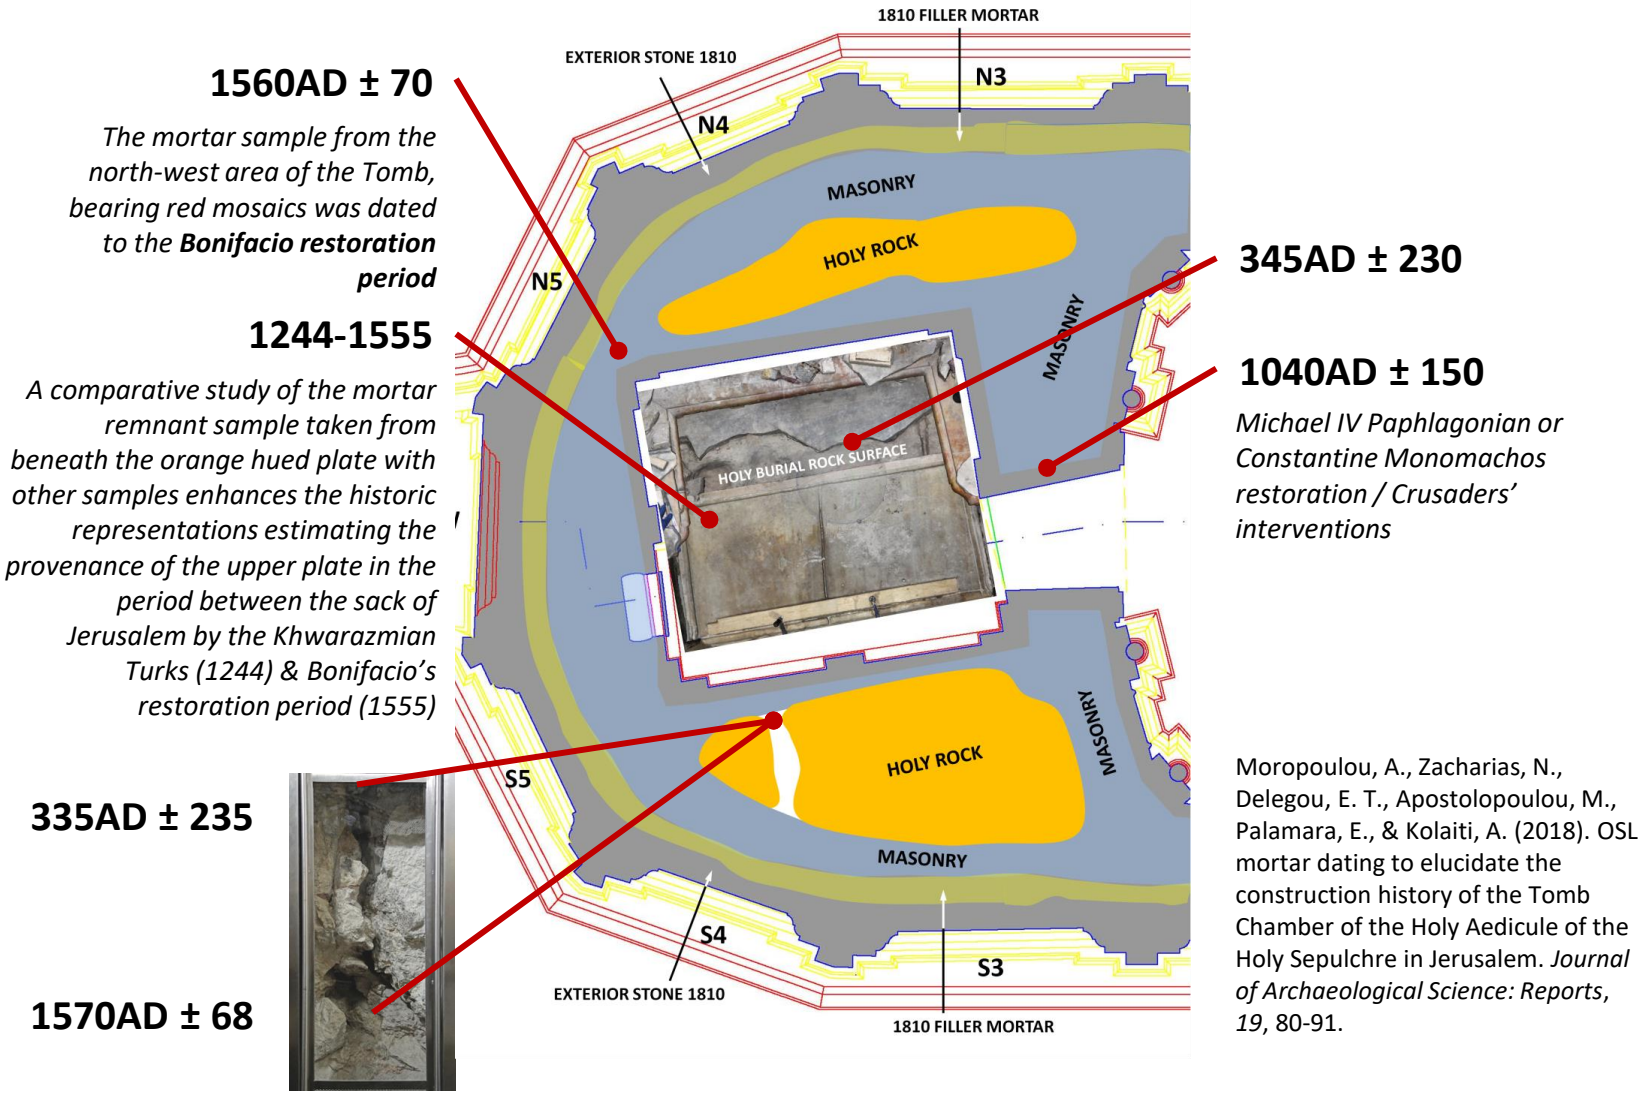 1810 FILLER MORTAR
EXTERIOR STONE 1810
1560AD ± 70
The mortar sample from the
north-west area of the Tomb,
bearing red mosaics was dated
to the Bonifacio restoration
period
1244-1555
A comparative study of the mortar
remnant sample taken from
beneath the orange hued plate with
other samples enhances the historic
representations estimating the
provenance of the upper plate in the
period between the sack of
Jerusalem by the Khwarazmian
Turks (1244) & Bonifacio’s
restoration period (1555)
335AD ± 235
1570AD ± 68
N3
N4
N5
MASONRY
HOLY ROCK
MASONRY
HOLY BURIAL ROCK SURFACE
HOLY ROCK
MASONRY
MASONRY
S5
S4
S3
EXTERIOR STONE 1810
1810 FILLER MORTAR
345AD ± 230
1040AD ± 150
Michael IV Paphlagonian or
Constantine Monomachos
restoration / Crusaders’
interventions
Moropoulou, A., Zacharias, N.,
Delegou, E. T., Apostolopoulou, M.,
Palamara, E., & Kolaiti, A. (2018). OSL
mortar dating to elucidate the
construction history of the Tomb
Chamber of the Holy Aedicule of the
Holy Sepulchre in Jerusalem. Journal
of Archaeological Science: Reports,
19, 80-91.